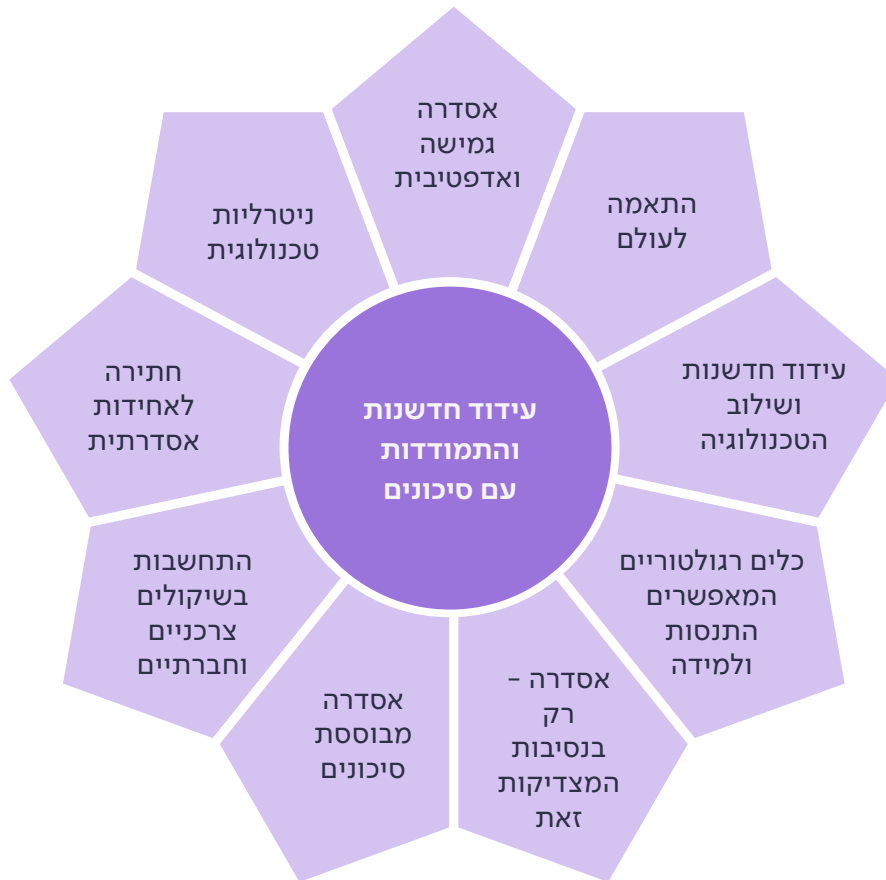 אסדרה
גמישה
ואדפטיבית
התאמה
לעולם
עידוד חדשנות
ושילוב
הטכנולוגיה
כלים רגולטוריים
המאפשרים
התנסות
ולמידה
אסדרה –
רק
בנסיבות
המצדיקות
זאת
אסדרה
מבוססת
סיכונים
התחשבות
בשיקולים
צרכניים
וחברתיים
חתירה
לאחידות
אסדרתית
ניטרליות
טכנולוגית
עידוד חדשנות
והתמודדות
עם סיכונים